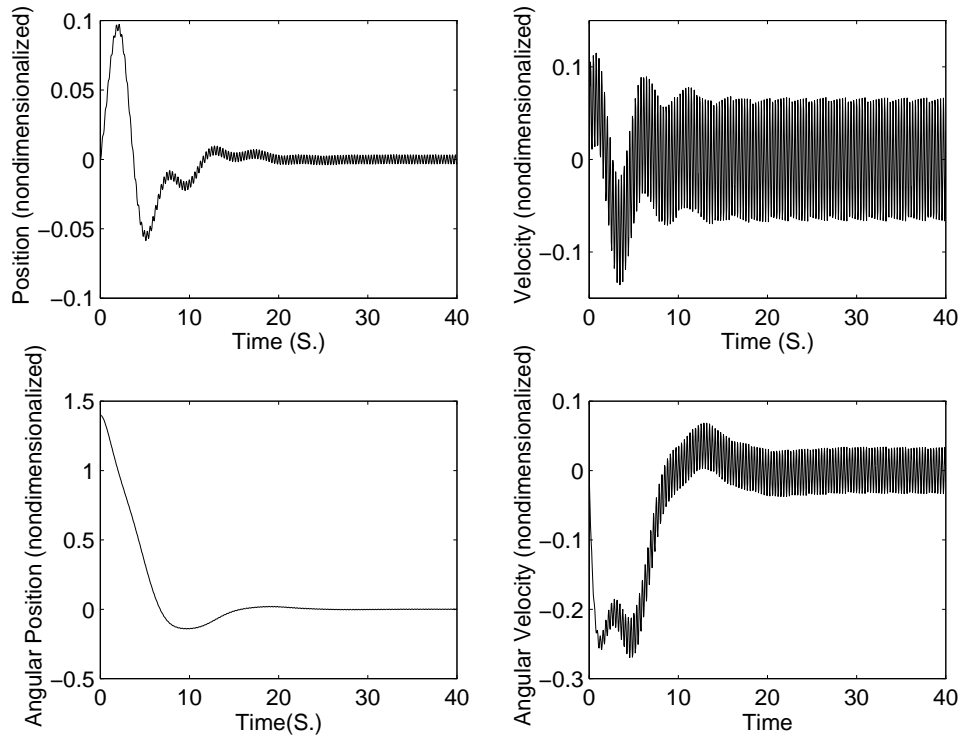 0.1
0.05
0
−0.05
−0.1
0 10 20 30 40
Time (S.)
Position (nondimensionalized)
0.1
0
−0.1
0 10 20 30 40
Time (S.)
Velocity (nondimensionalized)
1.5
1
0.5
0
−0.5
0 10 20 30 40
Time(S.)
Angular Position (nondimensionalized)
0.1
0
−0.1
−0.2
−0.3
0 10 20 30 40
Time
Angular Velocity (nondimensionalized)